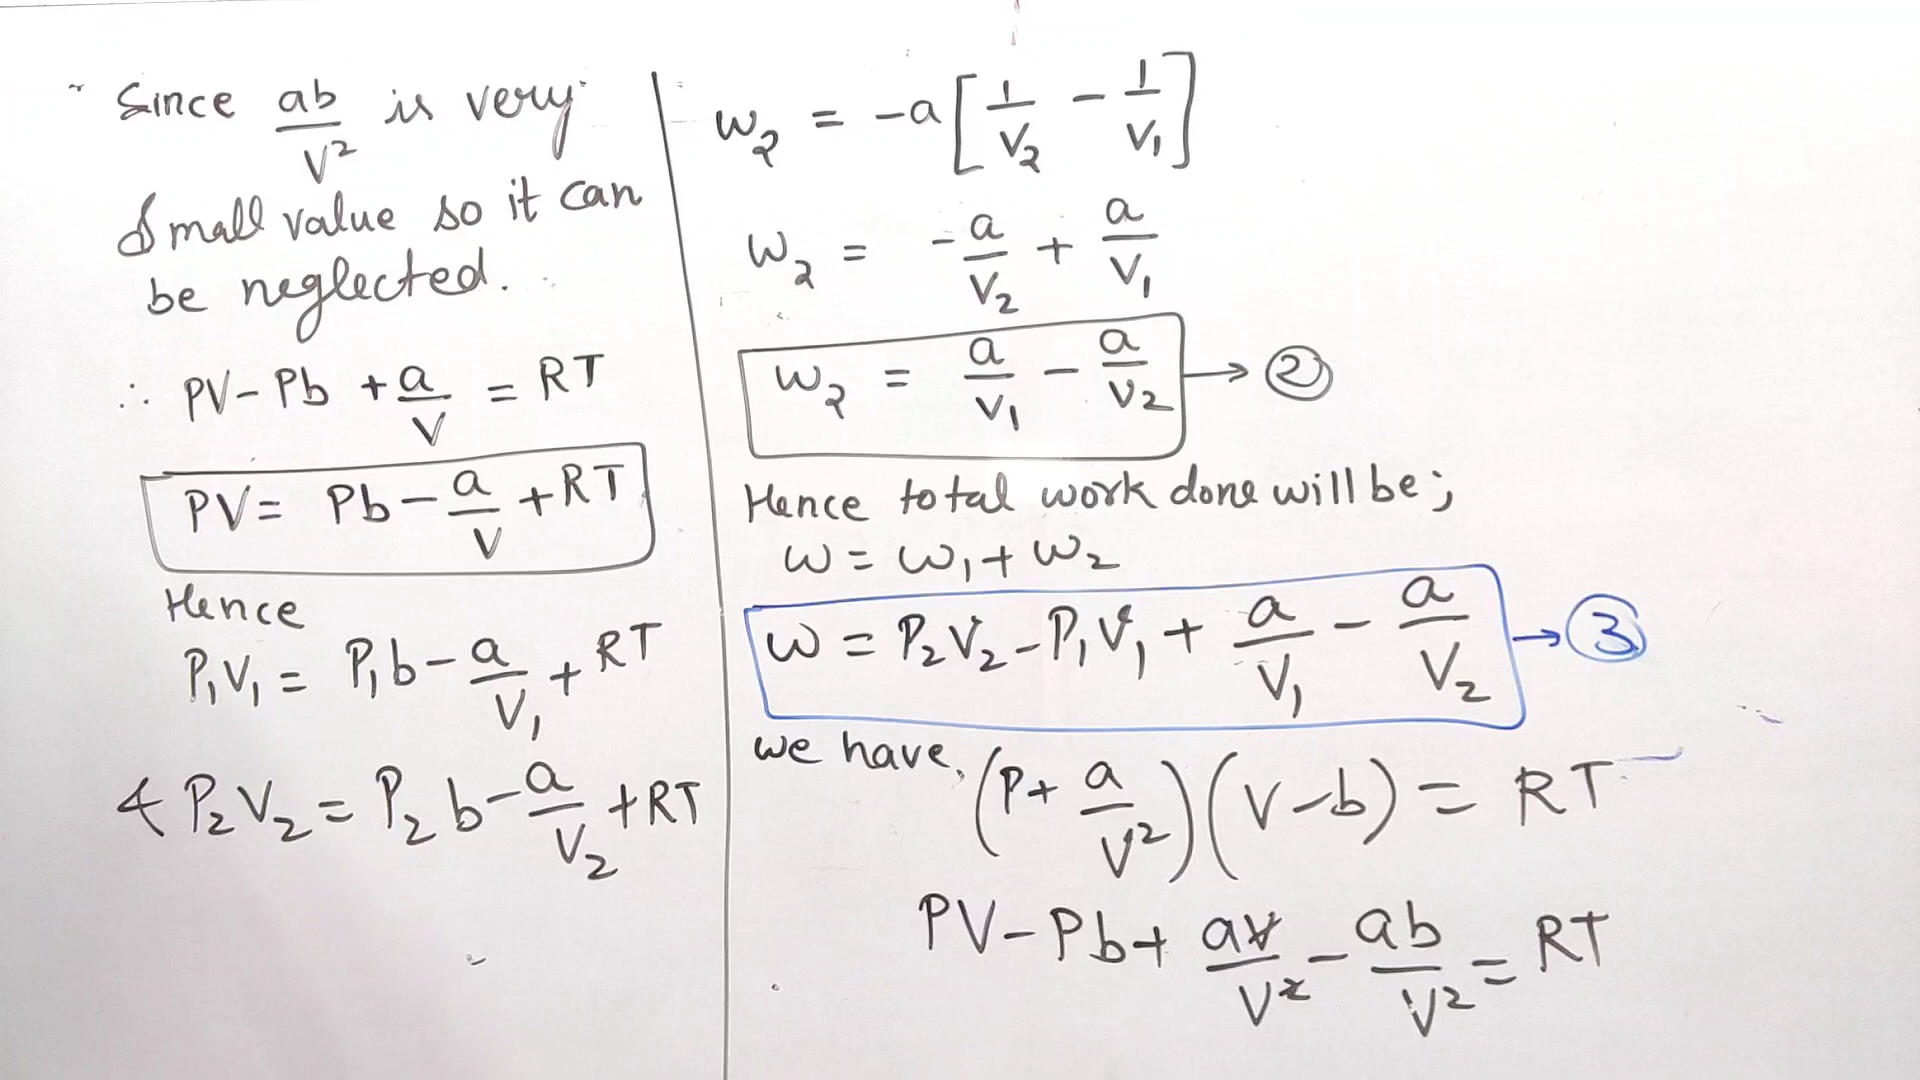 Since ab/V² is very
Small value so it can
be neglected.
∴ PV - Pb + a/V = RT
PV = Pb - a/V + RT
Hence
P₁V₁ = P₁b - a/V₁ + RT
& P₂V₂ = P₂b - a/V₂ + RT
W₂ = -a[1/V₂ - 1/V₁]
W₂ = -a/V₂ + a/V₁
W₂ = a/V₁ - a/V₂ → ②
Hence total work done will be;
W = W₁ + W₂
W = P₂V₂ - P₁V₁ + a/V₁ - a/V₂ → ③
we have, (P + a/V²)(V - b) = RT
PV - Pb + aV/V² - ab/V² = RT